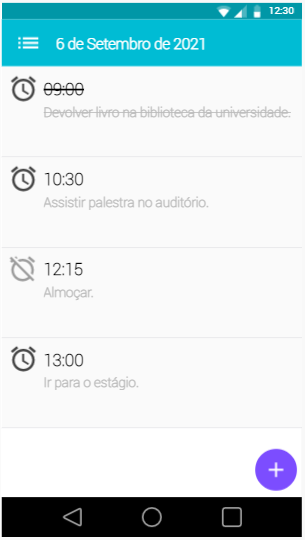 12:30
6 de Setembro de 2021
09:00
Devolver livro na biblioteca da universidade.
10:30
Assistir palestra no auditório.
12:15
Almoçar.
13:00
Ir para o estágio.